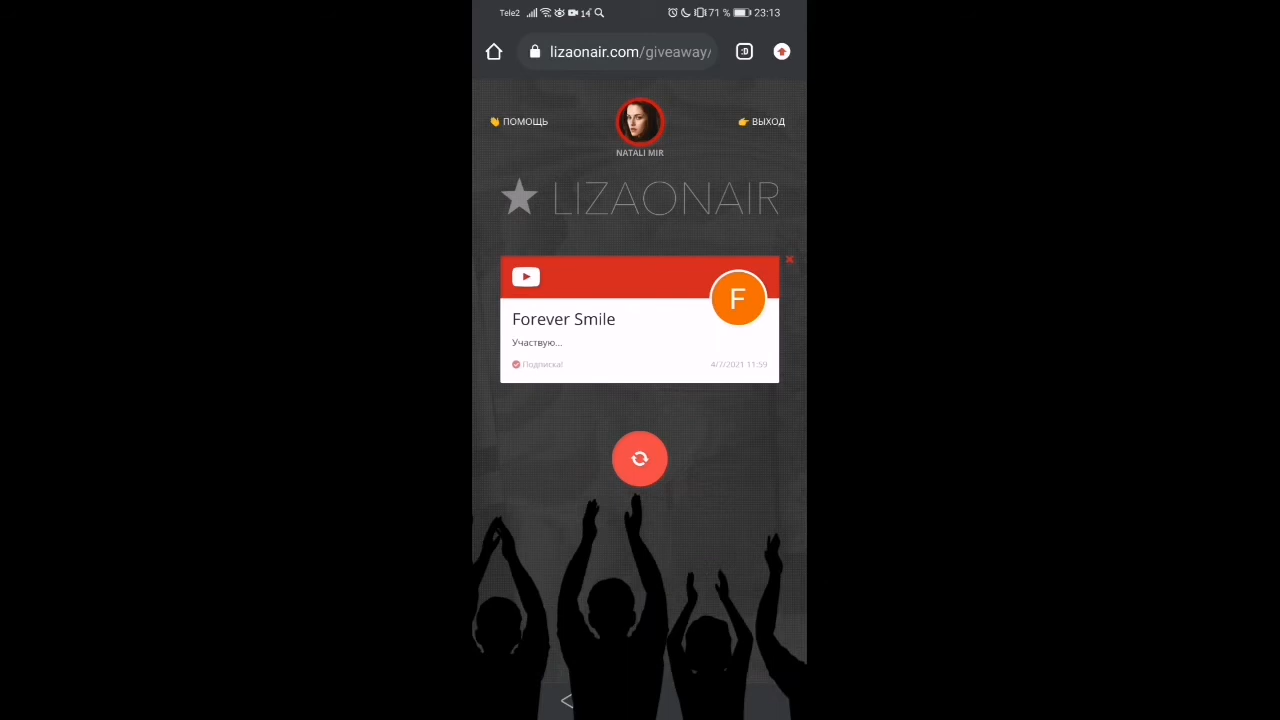 Tele2 14 71 % 23:13
lizaonair.com/giveaway/ :D
ПОМОЩЬ ВЫХОД
NATALI MIR
LIZAONAIR
F
Forever Smile
Участвую...
Подписка! 4/7/2021 11:59